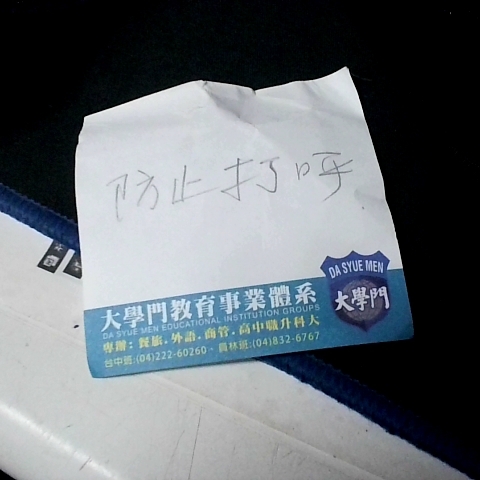 防止打呼
DA SYUE MEN
大學門
大學門教育事業體系
DA SYUE MEN EDUCATIONAL INSTITUTION GROUPS
專辦：餐旅.外語.商管.高中職升科大
台中班:(04)222-60260 - 員林班:(04)832-6767